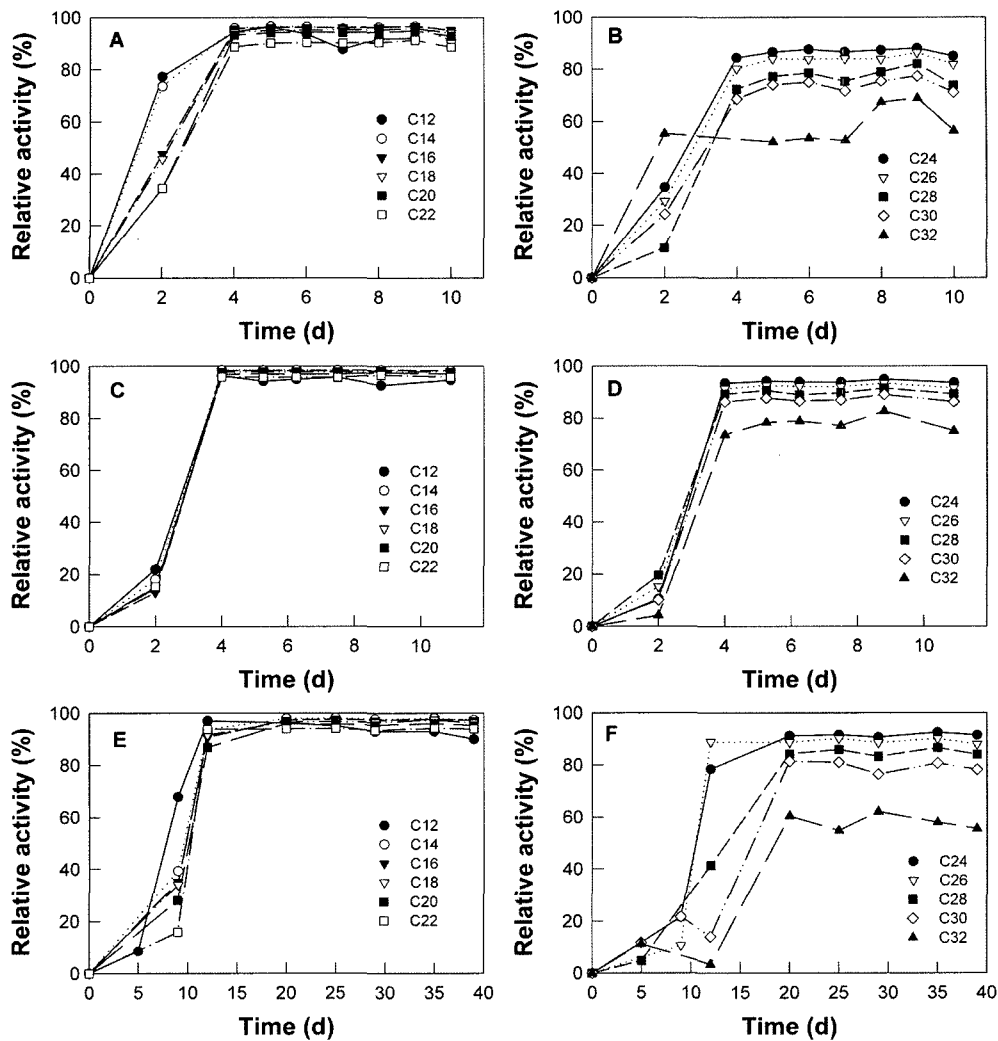 A
Relative activity (%)
100
80
60
40
20
0
C12
C14
C16
C18
C20
C22
0 2 4 6 8 10
Time (d)
B
Relative activity (%)
100
80
60
40
20
0
C24
C26
C28
C30
C32
0 2 4 6 8 10
Time (d)
C
Relative activity (%)
100
80
60
40
20
0
C12
C14
C16
C18
C20
C22
0 2 4 6 8 10
Time (d)
D
Relative activity (%)
100
80
60
40
20
0
C24
C26
C28
C30
C32
0 2 4 6 8 10
Time (d)
E
Relative activity (%)
100
80
60
40
20
0
C12
C14
C16
C18
C20
C22
0 5 10 15 20 25 30 35 40
Time (d)
F
Relative activity (%)
100
80
60
40
20
0
C24
C26
C28
C30
C32
0 5 10 15 20 25 30 35 40
Time (d)